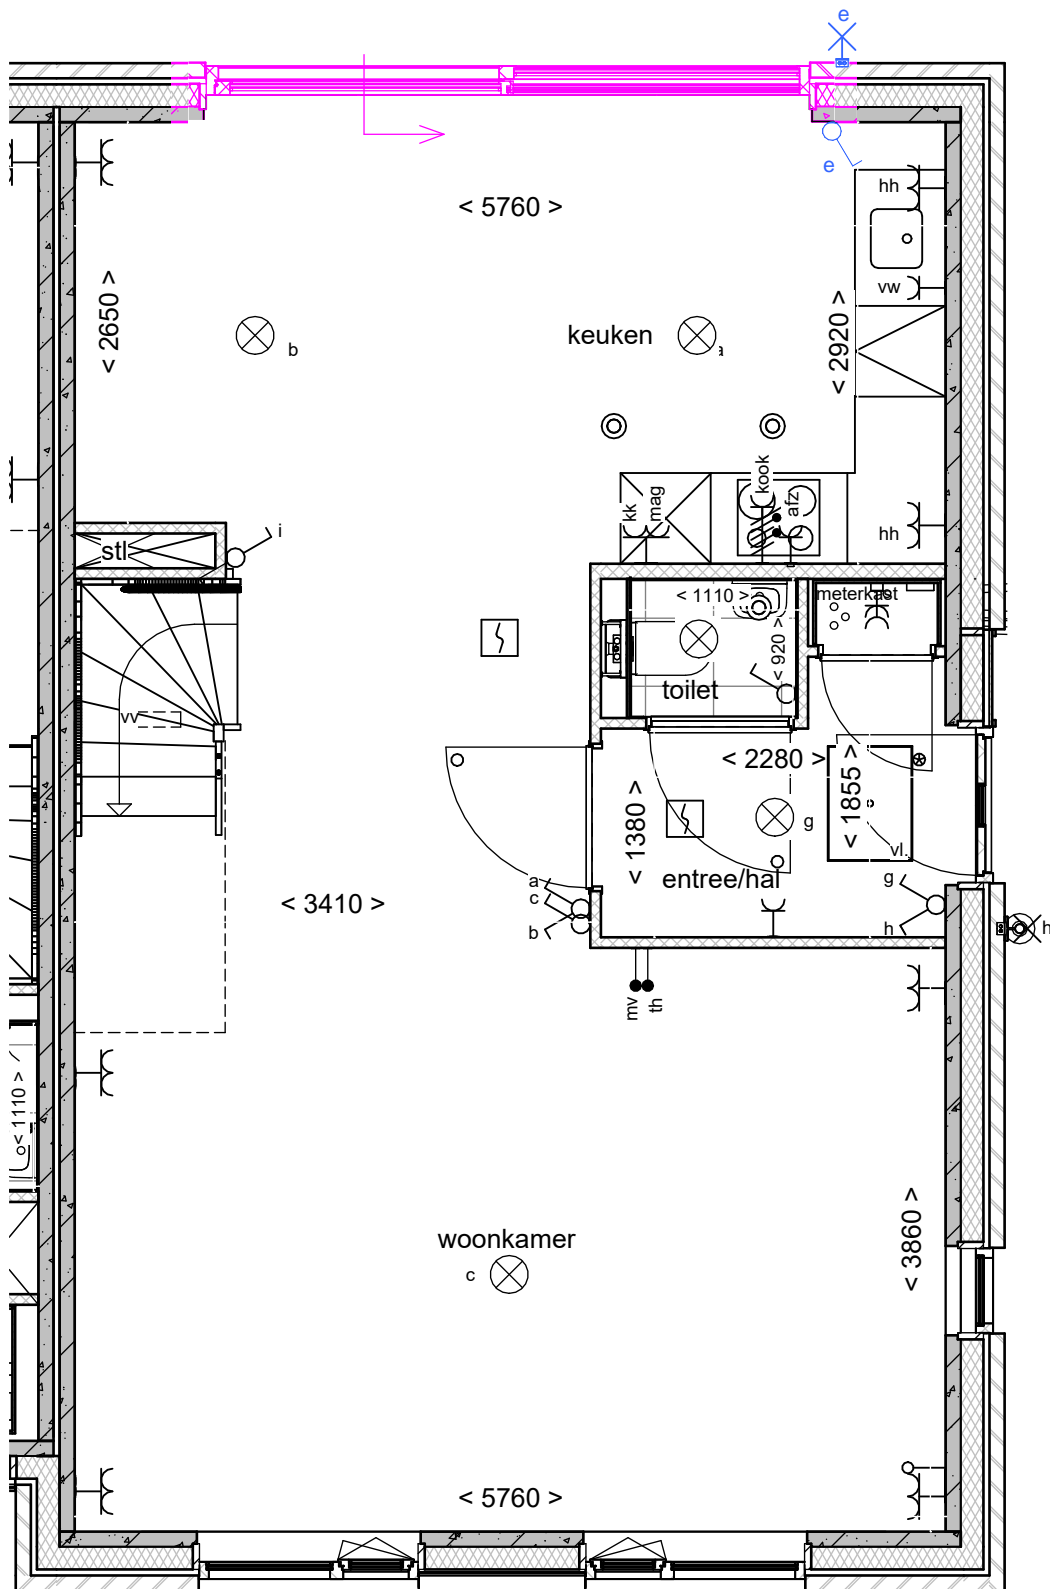 e
e
hh
< 5760 >
vw
< 2650 >
< 2920 >
keuken
b
a
kook
kk
mag
afz
hh
i
stl
< 1110 >
meterkast
< 920 >
toilet
vv
< 2280 >
< 1855 >
< 1380 >
g
vl.
entree/hal
a
c
b
g
h
h
< 3410 >
mv
th
< 1110 >
woonkamer
c
< 3860 >
< 5760 >